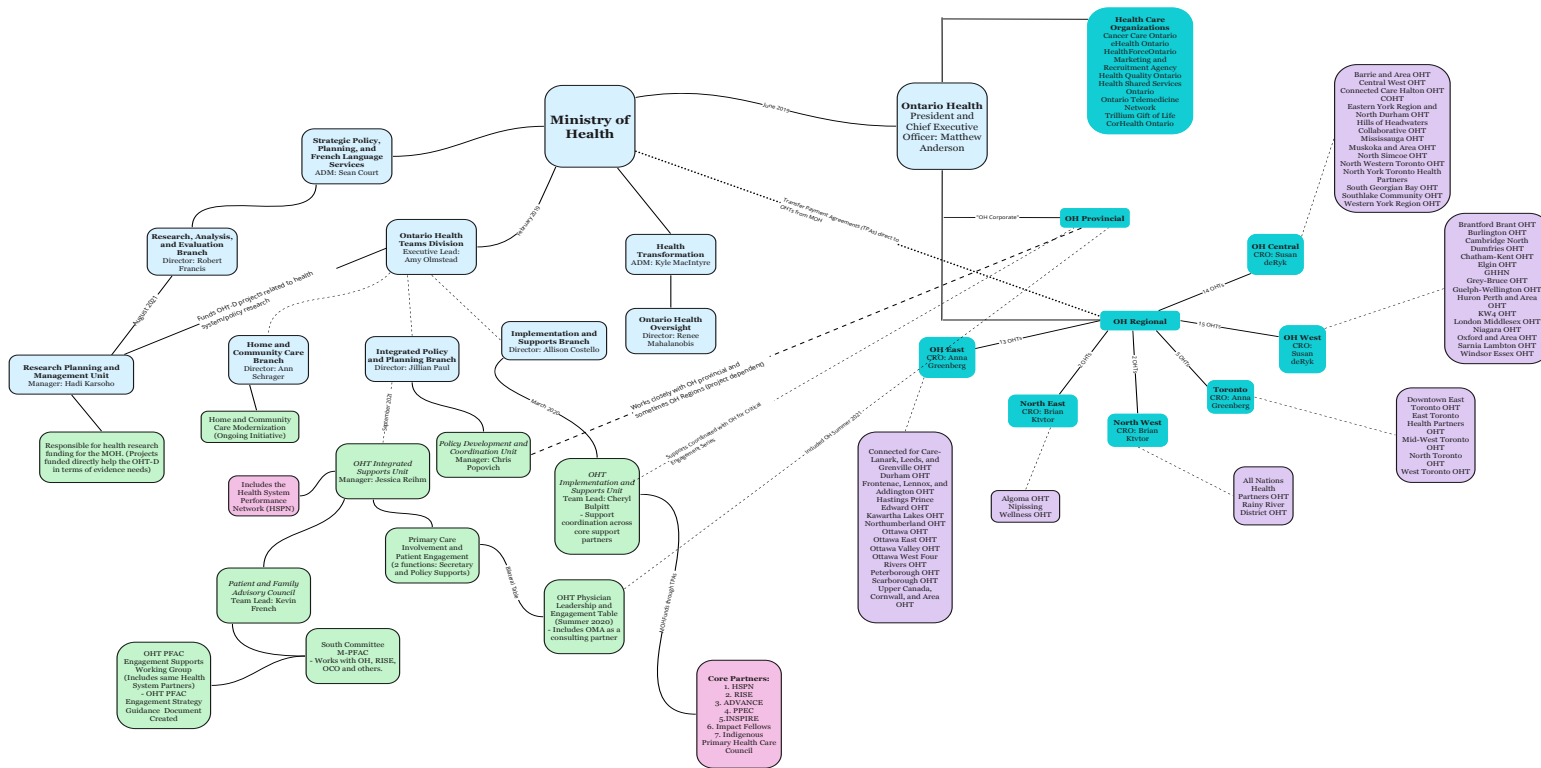 Health Care
Organizations
Cancer Care Ontario
eHealth Ontario
HealthForceOntario
Marketing and
Recruitment Agency
Health Quality Ontario
Health Shared Services
Ontario
Ontario Telemedicine
Network
Trillium Gift of Life
CorHealth Ontario
Ministry of
Health
June 2019
Ontario Health
President and
Chief Executive
Officer: Matthew
Anderson
Barrie and Area OHT
Central West OHT
Connected Care Halton OHT
COHT
Eastern York Region and
North Durham OHT
Hills of Headwaters
Collaborative OHT
Mississauga OHT
Muskoka and Area OHT
North Simcoe OHT
North Western Toronto OHT
North York Toronto Health
Partners
South Georgian Bay OHT
Southlake Community OHT
Western York Region OHT
Strategic Policy,
Planning, and
French Language
Services
ADM: Sean Court
Research, Analysis,
and Evaluation
Branch
Director: Robert
Francis
Ontario Health
Teams Division
Executive Lead:
Amy Olmstead
February 2019
Health
Transformation
ADM: Kyle MacIntyre
Transfer Payment Agreements (TPAs) direct to
OHTs from MOH
"OH Corporate"
OH Provincial
OH Central
CRO: Susan
deRyk
Brantford Brant OHT
Burlington OHT
Cambridge North
Dumfries OHT
Chatham-Kent OHT
Elgin OHT
GHHN
Grey-Bruce OHT
Guelph-Wellington OHT
Huron Perth and Area
OHT
KW4 OHT
London Middlesex OHT
Niagara OHT
Oxford and Area OHT
Sarnia Lambton OHT
Windsor Essex OHT
August 2021
Funds OHT-D projects related to health
system/policy research
Ontario Health
Oversight
Director: Renee
Mahalanobis
14 OHTs
OH Regional
15 OHTs
OH West
CRO:
Susan
deRyk
13 OHTs
OH East
CRO: Anna
Greenberg
2 OHTs
2 OHTs
5 OHTs
Research Planning and
Management Unit
Manager: Hadi Karsoho
Home and
Community Care
Branch
Director: Ann
Schrager
Integrated Policy
and Planning Branch
Director: Jillian Paul
Implementation and
Supports Branch
Director: Allison Costello
Works closely with OH provincial and
sometimes OH Regions (project dependent)
North East
CRO: Brian
Ktvtor
North West
CRO: Brian
Ktvtor
Toronto
CRO: Anna
Greenberg
Downtown East
Toronto OHT
East Toronto
Health Partners
OHT
Mid-West Toronto
OHT
North Toronto
OHT
West Toronto OHT
Responsible for health research
funding for the MOH. (Projects
funded directly help the OHT-D
in terms of evidence needs)
Home and Community
Care Modernization
(Ongoing Initiative)
September 2021
March 2020
Policy Development and
Coordination Unit
Manager: Chris
Popovich
Supports Coordinated with OH for Critical
Engagement Series
Included OH Summer 2021
Includes the
Health System
Performance
Network (HSPN)
OHT Integrated
Supports Unit
Manager: Jessica Reihm
OHT
Implementation and
Supports Unit
Team Lead: Cheryl
Bulpitt
- Support
coordination across
core support
partners
Connected for Care-
Lanark, Leeds, and
Grenville OHT
Durham OHT
Frontenac, Lennox, and
Addington OHT
Hastings Prince
Edward OHT
Kawartha Lakes OHT
Northumberland OHT
Ottawa OHT
Ottawa East OHT
Ottawa Valley OHT
Ottawa West Four
Rivers OHT
Peterborough OHT
Scarborough OHT
Upper Canada,
Cornwall, and Area
OHT
Algoma OHT
Nipissing
Wellness OHT
All Nations
Health
Partners OHT
Rainy River
District OHT
Primary Care
Involvement and
Patient Engagement
(2 functions: Secretary
and Policy Supports)
Bilateral Table
Patient and Family
Advisory Council
Team Lead: Kevin
French
OHT Physician
Leadership and
Engagement Table
(Summer 2020)
- Includes OMA as a
consulting partner
MOH Funds through TPAs
OHT PFAC
Engagement Supports
Working Group
(Includes same Health
System Partners)
- OHT PFAC
Engagement Strategy
Guidance Document
Created
South Committee
M-PFAC
- Works with OH, RISE,
OCO and others.
Core Partners:
1. HSPN
2. RISE
3. ADVANCE
4. PPEC
5.INSPIRE
6. Impact Fellows
7. Indigenous
Primary Health Care
Council